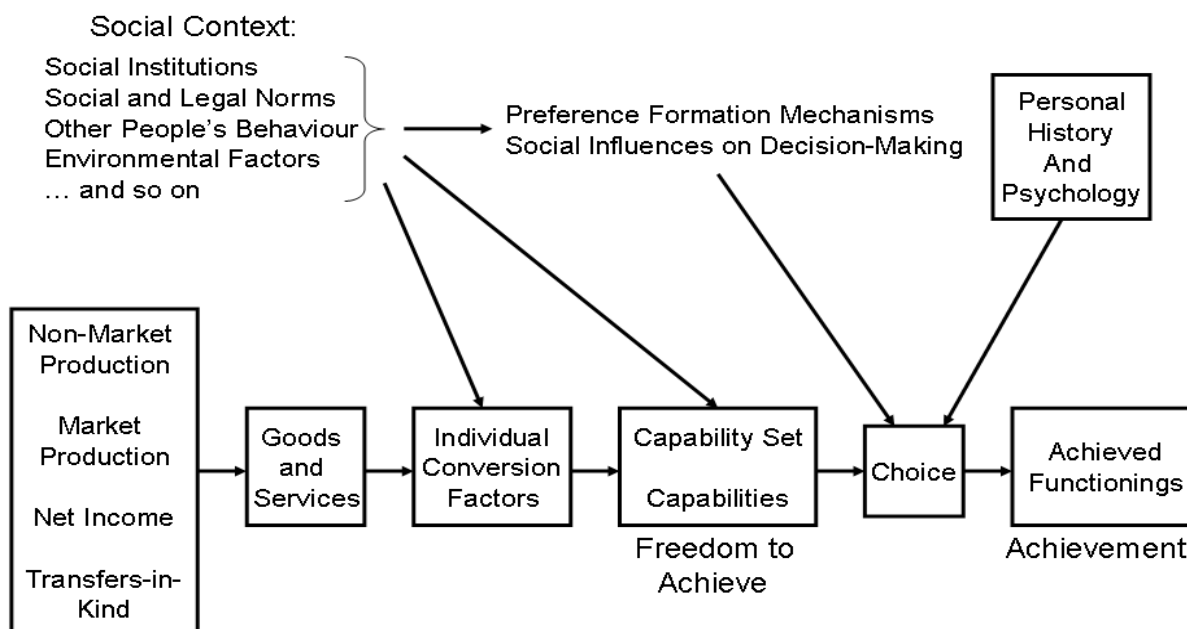 Social Context:
Social Institutions
Social and Legal Norms
Other People's Behaviour
Environmental Factors
… and so on
Preference Formation Mechanisms
Social Influences on Decision-Making
Personal
History
And
Psychology
Non-Market
Production
Market
Production
Net Income
Transfers-in-
Kind
Goods
and
Services
Individual
Conversion
Factors
Capability Set
Capabilities
Freedom to
Achieve
Choice
Achieved
Functionings
Achievement